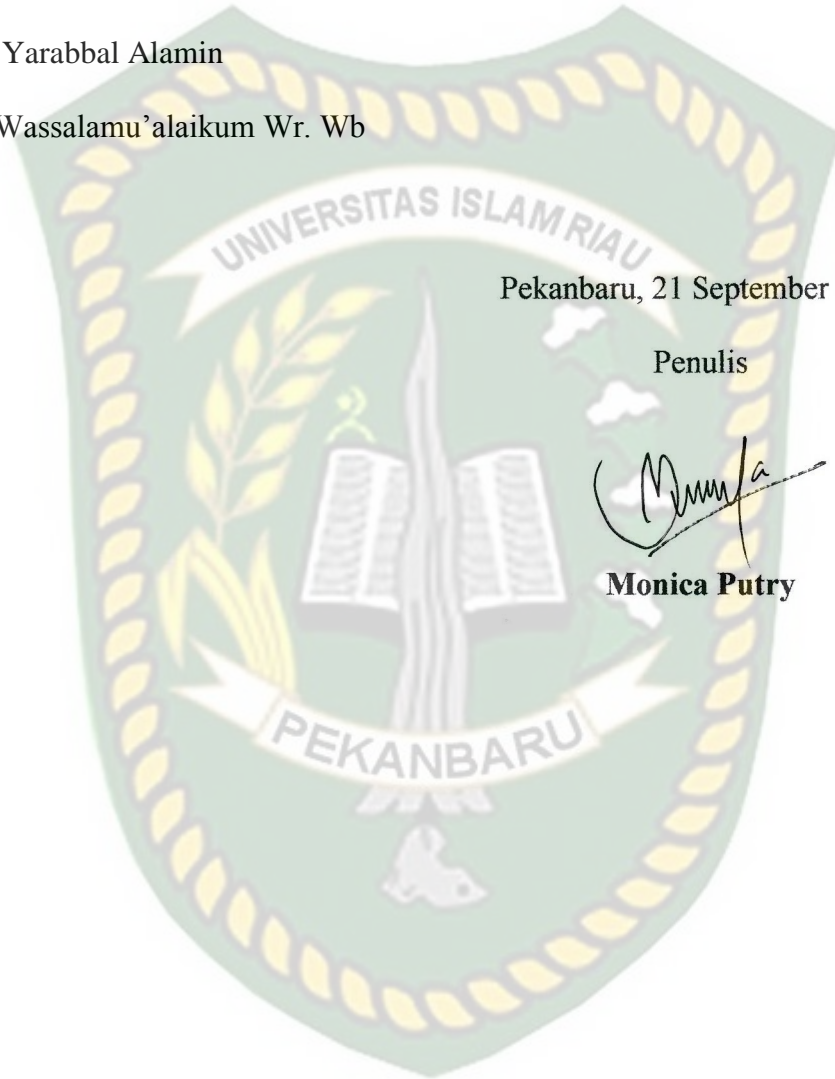 Yarabbal Alamin
Wassalamu’alaikum Wr. Wb
UNIVERSITAS ISLAM RIAU
Pekanbaru, 21 September
Penulis
Monica Putry
PEKANBARU